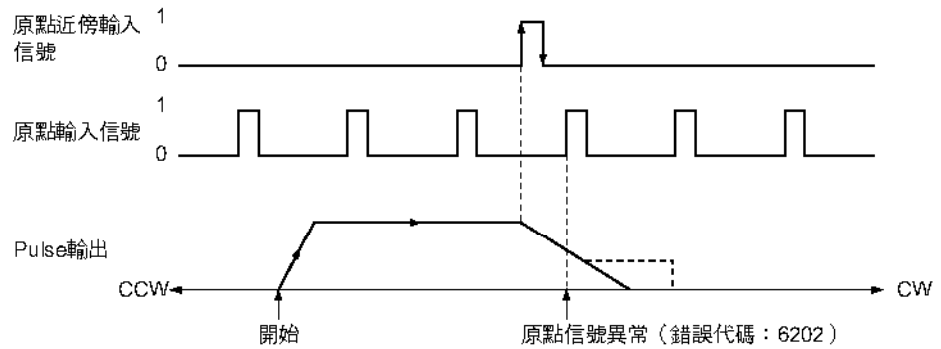 原點近傍輸入
信號
1
0
原點輸入信號
1
0
Pulse輸出
CCW
CW
開始
原點信號異常（錯誤代碼：6202）